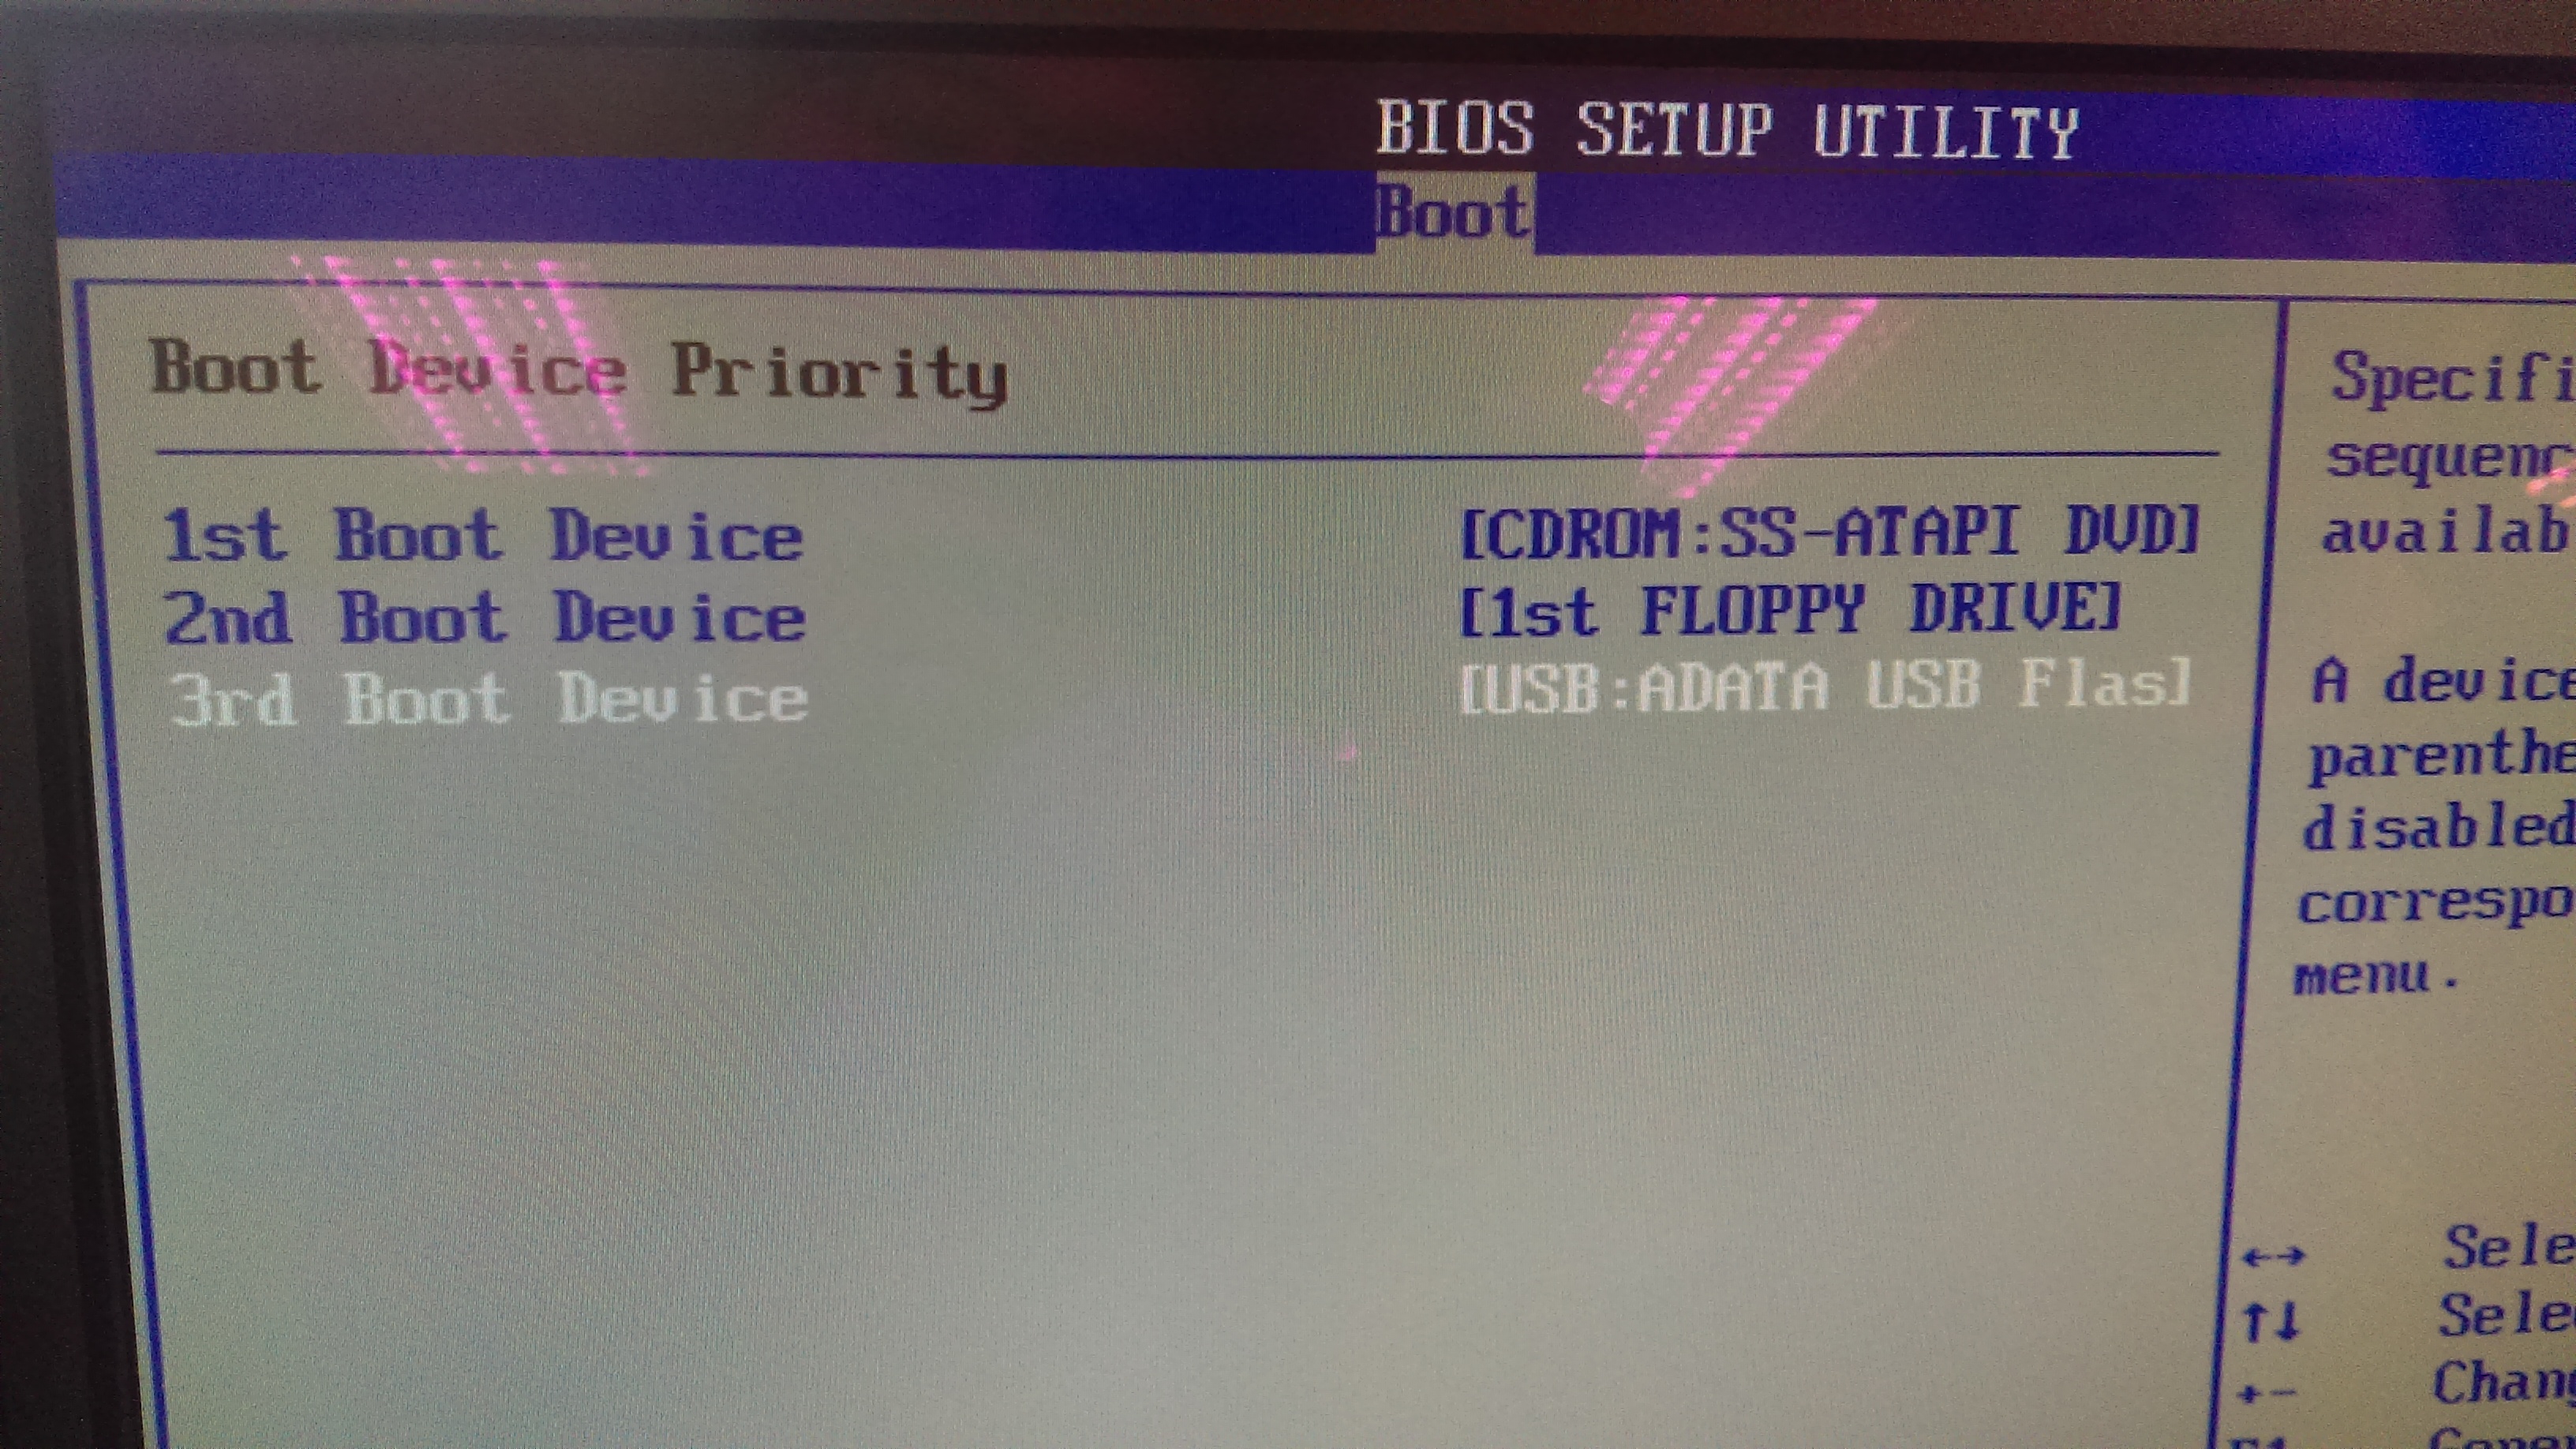 BIOS SETUP UTILITY
Boot
Boot Device Priority
1st Boot Device [CDROM:SS-ATAPI DVD]
2nd Boot Device [1st FLOPPY DRIVE]
3rd Boot Device [USB:ADATA USB Flas]
Specifi
sequenc
availab
A device
parenthe
disabled
correspo
menu.
←→ Sele
↑↓ Sele
+- Chang